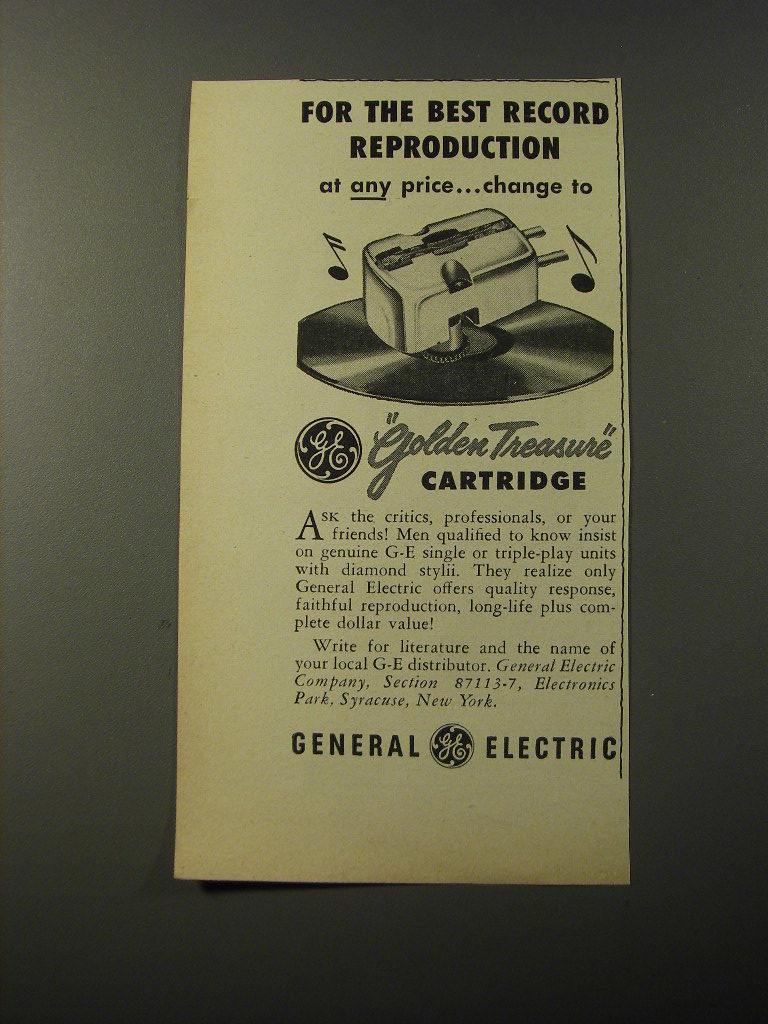 FOR THE BEST RECORD
REPRODUCTION
at any price...change to
GE "Golden Treasure"
CARTRIDGE
ASK the critics, professionals, or your
friends! Men qualified to know insist
on genuine G-E single or triple-play units
with diamond stylii. They realize only
General Electric offers quality response,
faithful reproduction, long-life plus com-
plete dollar value!
Write for literature and the name of
your local G-E distributor. General Electric
Company, Section 87113-7, Electronics
Park, Syracuse, New York.
GENERAL GE ELECTRIC